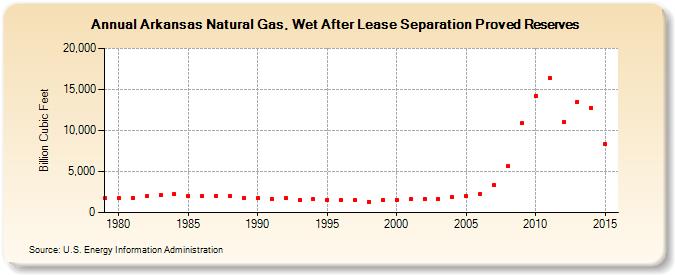 Annual Arkansas Natural Gas, Wet After Lease Separation Proved Reserves
Billion Cubic Feet
20,000
15,000
10,000
5,000
0
1980 1985 1990 1995 2000 2005 2010 2015
Source: U.S. Energy Information Administration